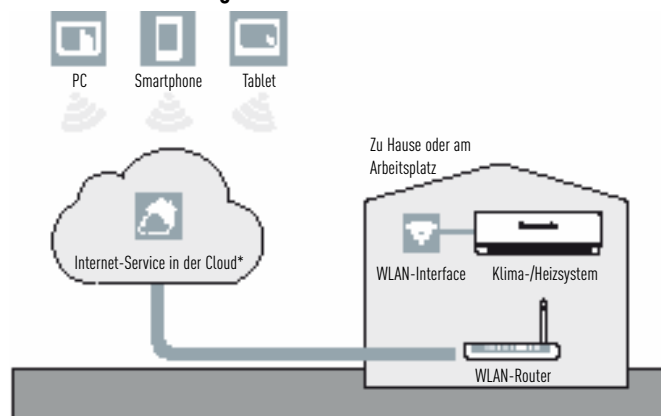 PC
Smartphone
Tablet
Zu Hause oder am
Arbeitsplatz
Internet-Service in der Cloud*
WLAN-Interface
Klima-/Heizsystem
WLAN-Router